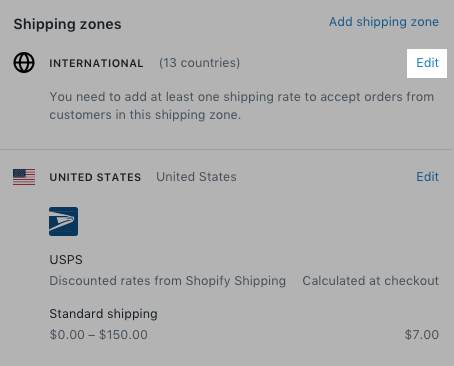 Shipping zones Add shipping zone
INTERNATIONAL (13 countries) Edit
You need to add at least one shipping rate to accept orders from
customers in this shipping zone.
UNITED STATES United States Edit
USPS
Discounted rates from Shopify Shipping Calculated at checkout
Standard shipping
$0.00 – $150.00 $7.00